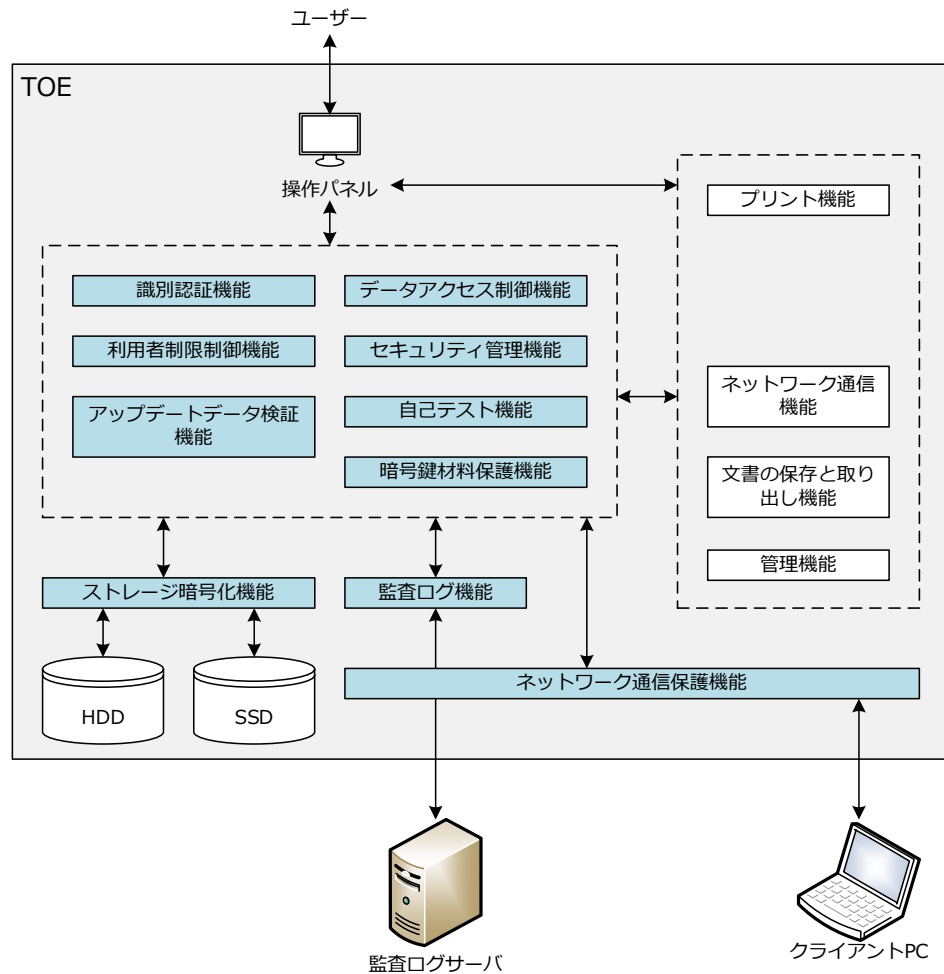 ユーザー
TOE
操作パネル
プリント機能
識別認証機能
データアクセス制御機能
利用者制限制御機能
セキュリティ管理機能
アップデートデータ検証
機能
自己テスト機能
暗号鍵材料保護機能
ネットワーク通信
機能
文書の保存と取り
出し機能
管理機能
ストレージ暗号化機能
監査ログ機能
ネットワーク通信保護機能
HDD
SSD
監査ログサーバ
クライアントPC